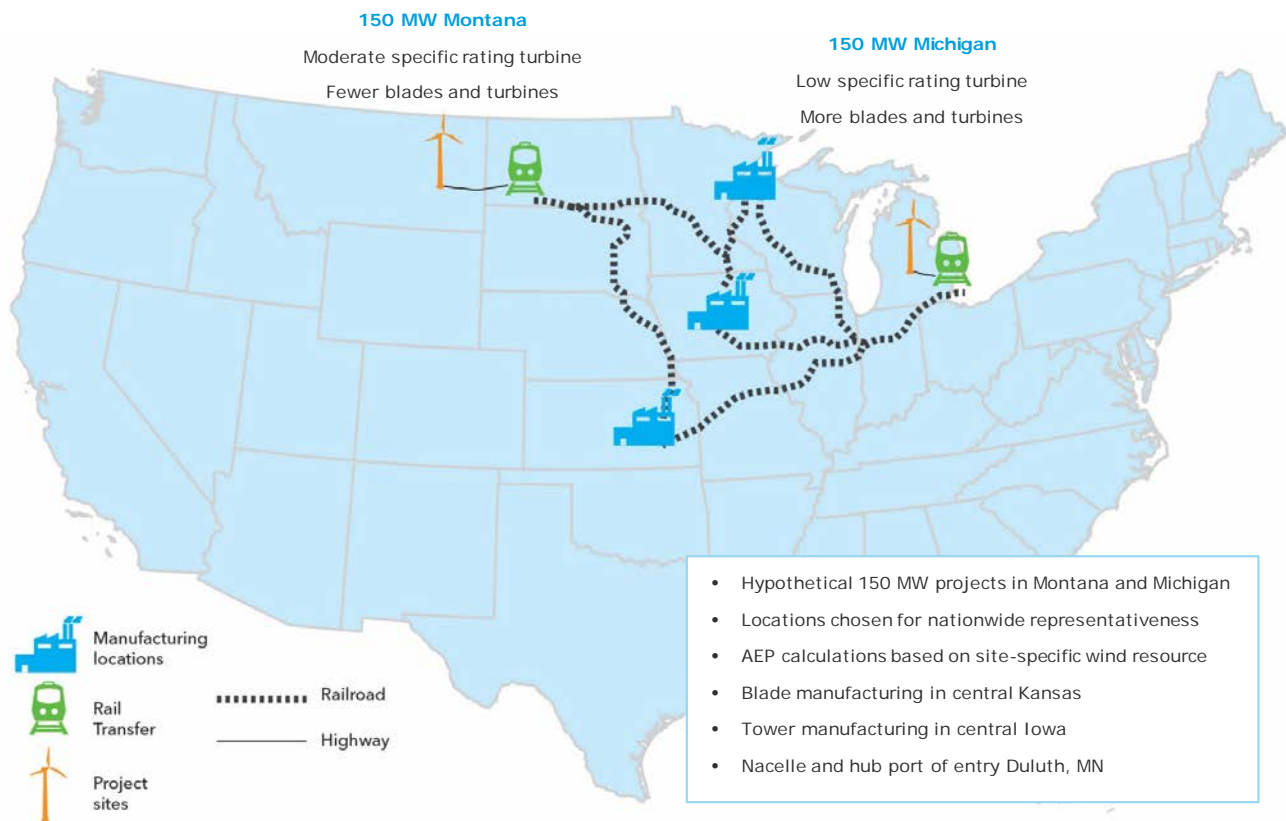 150 MW Montana
Moderate specific rating turbine
Fewer blades and turbines
150 MW Michigan
Low specific rating turbine
More blades and turbines
• Hypothetical 150 MW projects in Montana and Michigan
• Locations chosen for nationwide representativeness
• AEP calculations based on site-specific wind resource
• Blade manufacturing in central Kansas
• Tower manufacturing in central Iowa
• Nacelle and hub port of entry Duluth, MN
Manufacturing
locations
Rail
Transfer
Project
sites
Railroad
Highway